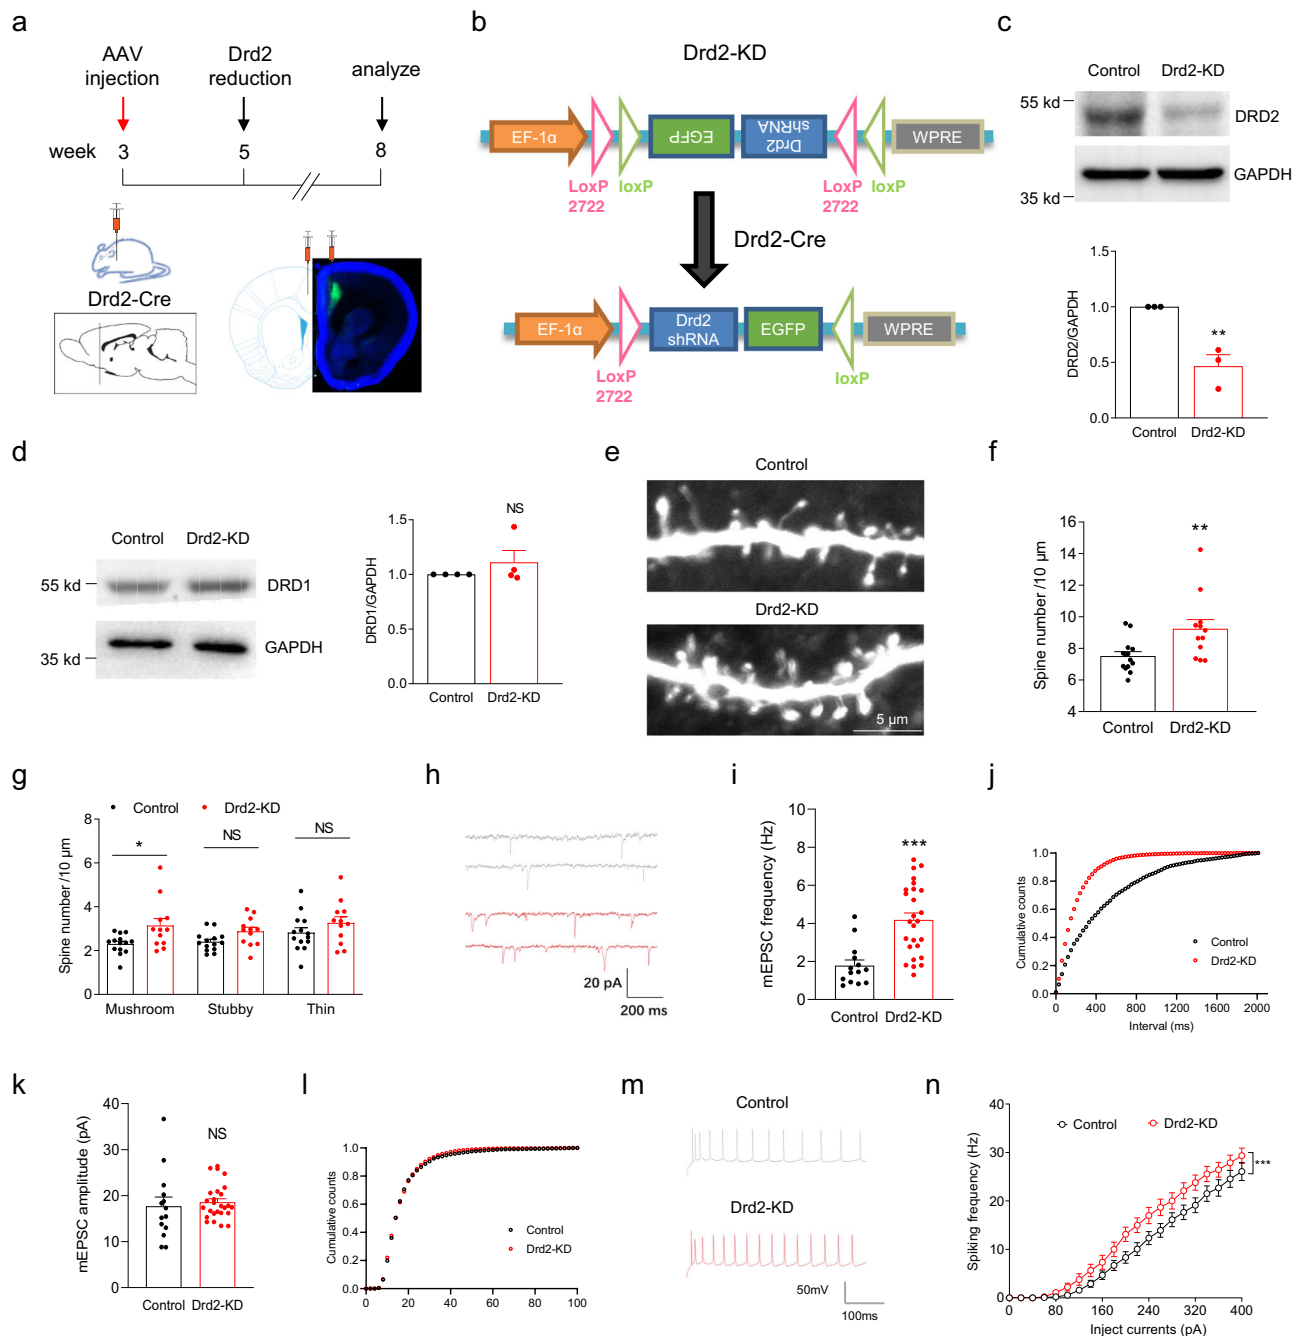 a
AAV
injection
Drd2
reduction
analyze
week
3
5
8
Drd2-Cre
b
Drd2-KD
EF-1α
EGFP
Drd2
shRNA
WPRE
LoxP
2722
loxP
LoxP
2722
loxP
Drd2-Cre
EF-1α
Drd2
shRNA
EGFP
WPRE
LoxP
2722
loxP
c
Control
Drd2-KD
55 kd
DRD2
GAPDH
35 kd
1.5
1.0
0.5
0.0
DRD2/GAPDH
**
Control
Drd2-KD
d
Control
Drd2-KD
55 kd
DRD1
GAPDH
35 kd
NS
1.5
1.0
0.5
0.0
DRD1/GAPDH
Control
Drd2-KD
e
Control
Drd2-KD
5 μm
f
16
14
12
10
8
6
4
Spine number /10 μm
**
Control
Drd2-KD
g
Control
Drd2-KD
8
6
4
2
0
Spine number /10 μm
*
NS
NS
Mushroom
Stubby
Thin
h
20 pA
200 ms
i
10
8
6
4
2
0
mEPSC frequency (Hz)
***
Control
Drd2-KD
j
1.0
0.8
0.6
0.4
0.2
0.0
Cumulative counts
Control
Drd2-KD
0
400
800
1200
1600
2000
Interval (ms)
k
40
30
20
10
0
mEPSC amplitude (pA)
NS
Control
Drd2-KD
l
1.0
0.8
0.6
0.4
0.2
0.0
Cumulative counts
Control
Drd2-KD
0
20
40
60
80
100
m
Control
Drd2-KD
50mV
100ms
n
40
30
20
10
0
Spiking frequency (Hz)
Control
Drd2-KD
***
0
80
160
240
320
400
Inject currents (pA)